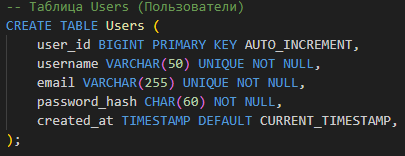 -- Таблица Users (Пользователи)
CREATE TABLE Users (
    user_id BIGINT PRIMARY KEY AUTO_INCREMENT,
    username VARCHAR(50) UNIQUE NOT NULL,
    email VARCHAR(255) UNIQUE NOT NULL,
    password_hash CHAR(60) NOT NULL,
    created_at TIMESTAMP DEFAULT CURRENT_TIMESTAMP,
);